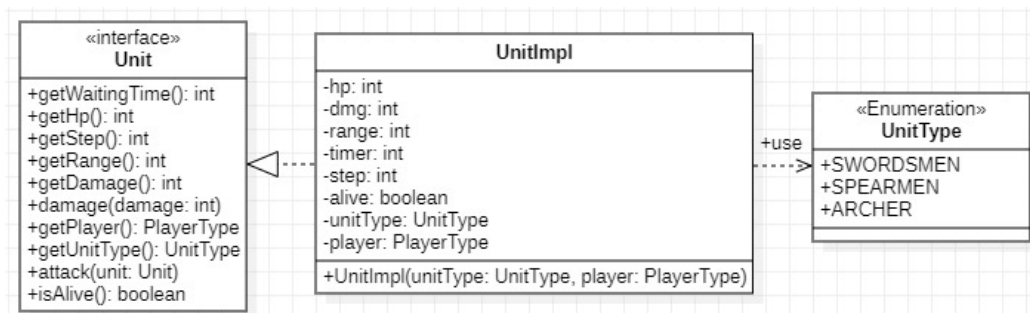 «interface»
Unit
+getWaitingTime(): int
+getHp(): int
+getStep(): int
+getRange(): int
+getDamage(): int
+damage(damage: int)
+getPlayer(): PlayerType
+getUnitType(): UnitType
+attack(unit: Unit)
+isAlive(): boolean
UnitImpl
-hp: int
-dmg: int
-range: int
-timer: int
-step: int
-alive: boolean
-unitType: UnitType
-player: PlayerType
+UnitImpl(unitType: UnitType, player: PlayerType)
+use
«Enumeration»
UnitType
+SWORDSMEN
+SPEARMEN
+ARCHER